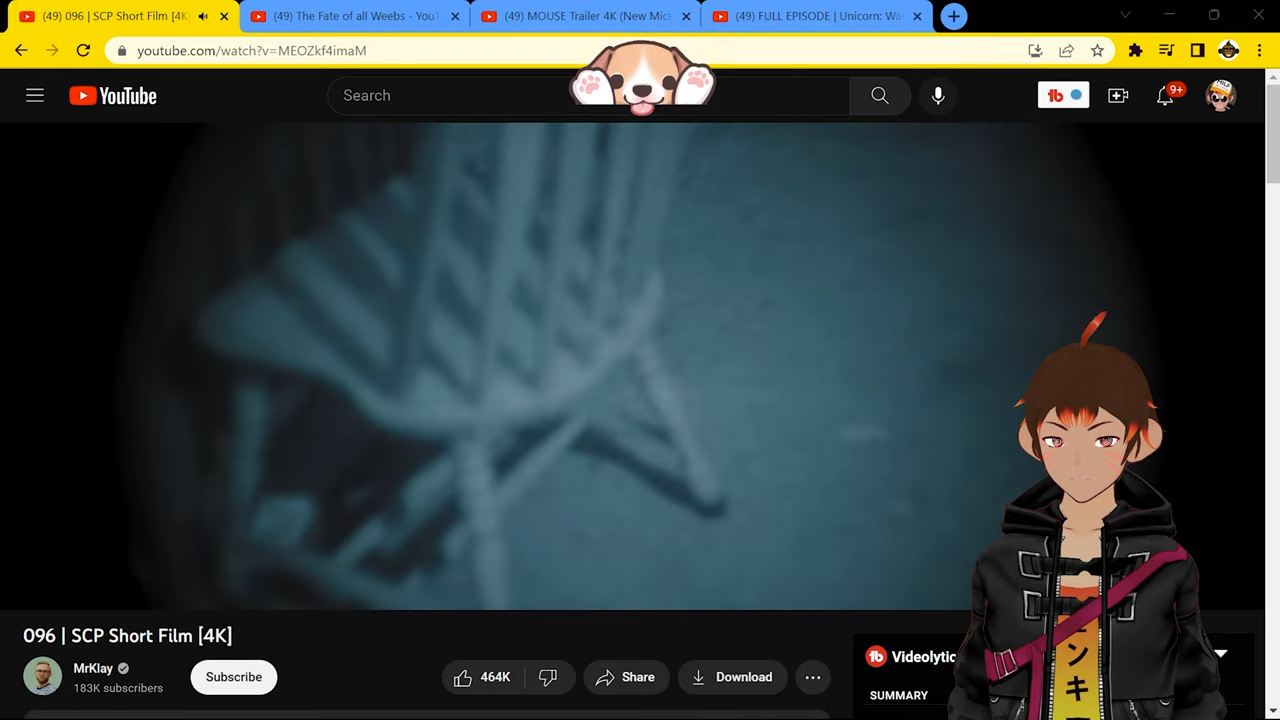 (49) 096 | SCP Short Film [4K]
(49) The Fate of all Weebs - YouT
(49) MOUSE Trailer 4K (New Mick
(49) FULL EPISODE | Unicorn: Wa
youtube.com/watch?v=MEOZkf4imaM
YouTube
Search
tb
9+
096 | SCP Short Film [4K]
MrKlay
183K subscribers
Subscribe
464K
Share
Download
tb Videolytic
SUMMARY
ンキ